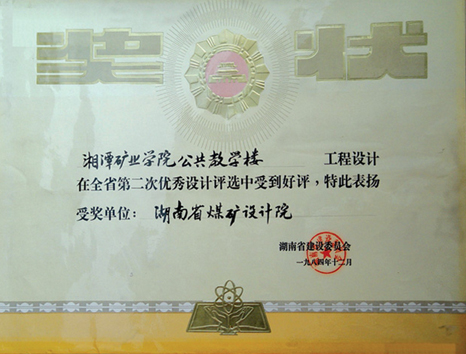 奖状
湘潭矿业学院公共教学楼 工程设计
在全省第二次优秀设计评选中受到好评，特此表扬
受奖单位：湖南省煤矿设计院
湖南省建设委员会
一九八四年十二月